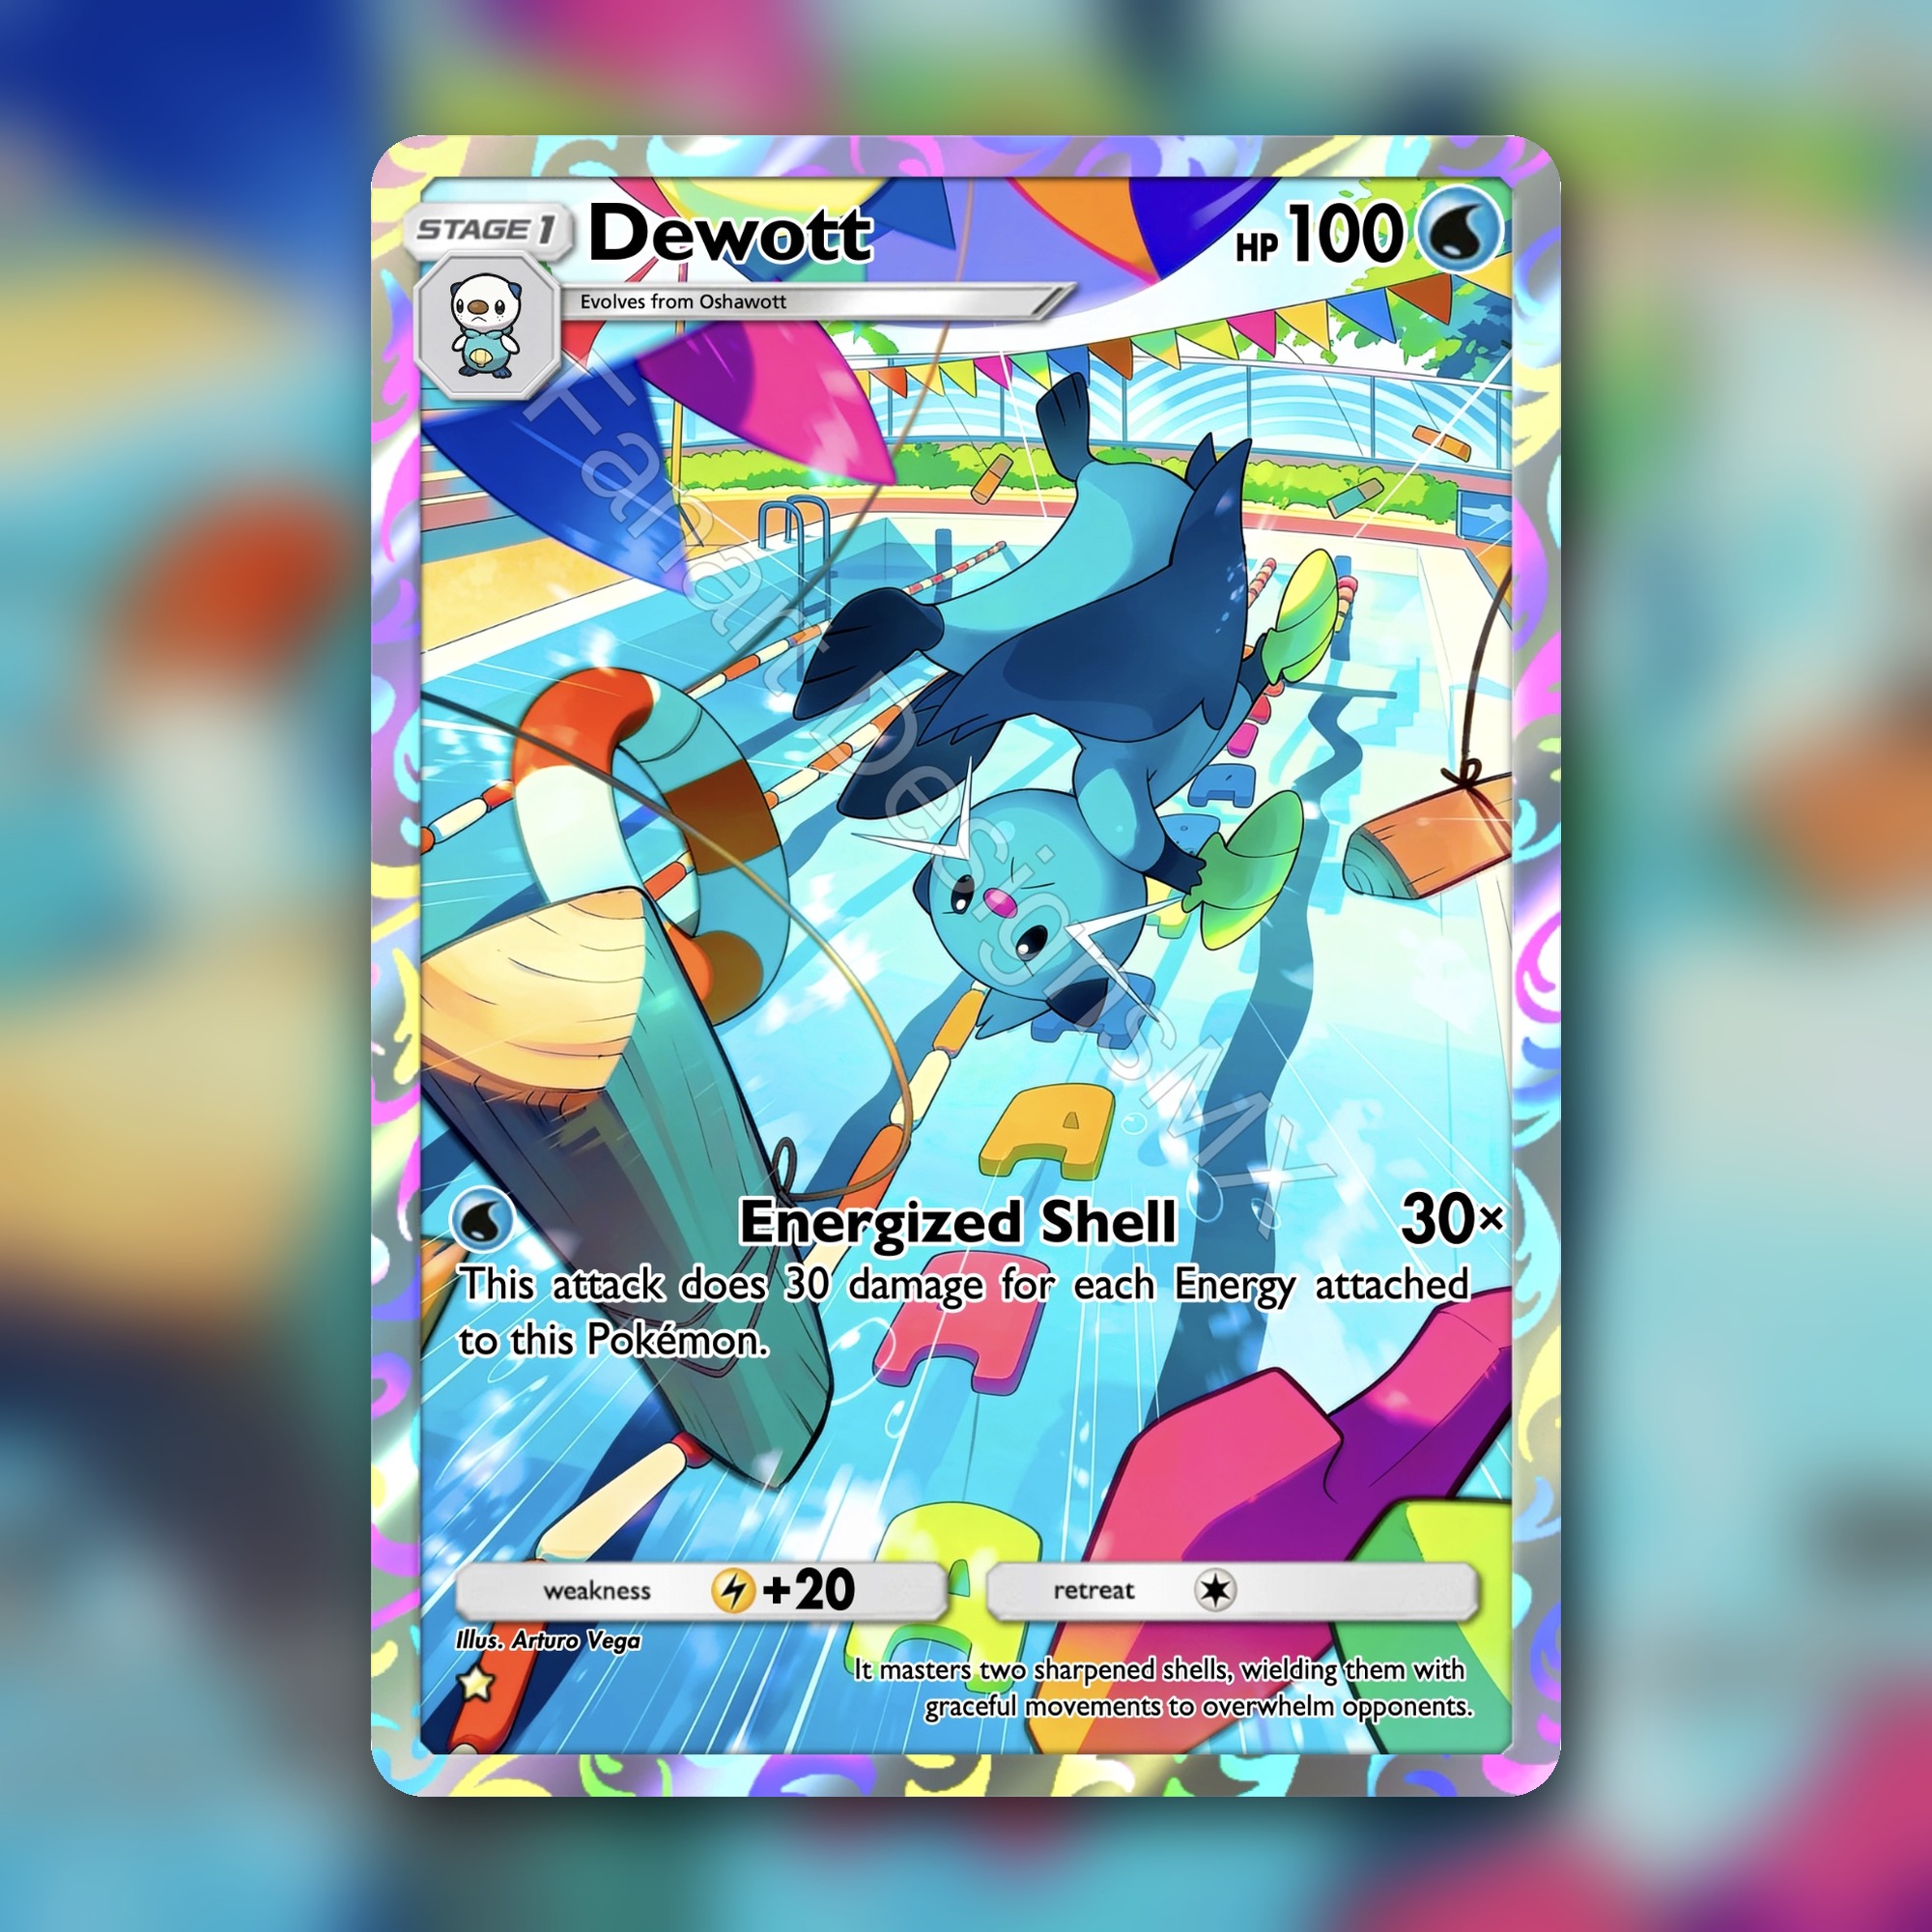 STAGE 1
Dewott
HP 100
Evolves from Oshawott
Fanart DesignsMX
A
A
A
A
A
Energized Shell
30×
This attack does 30 damage for each Energy attached
to this Pokémon.
weakness +20
retreat
Illus. Arturo Vega
It masters two sharpened shells, wielding them with
graceful movements to overwhelm opponents.